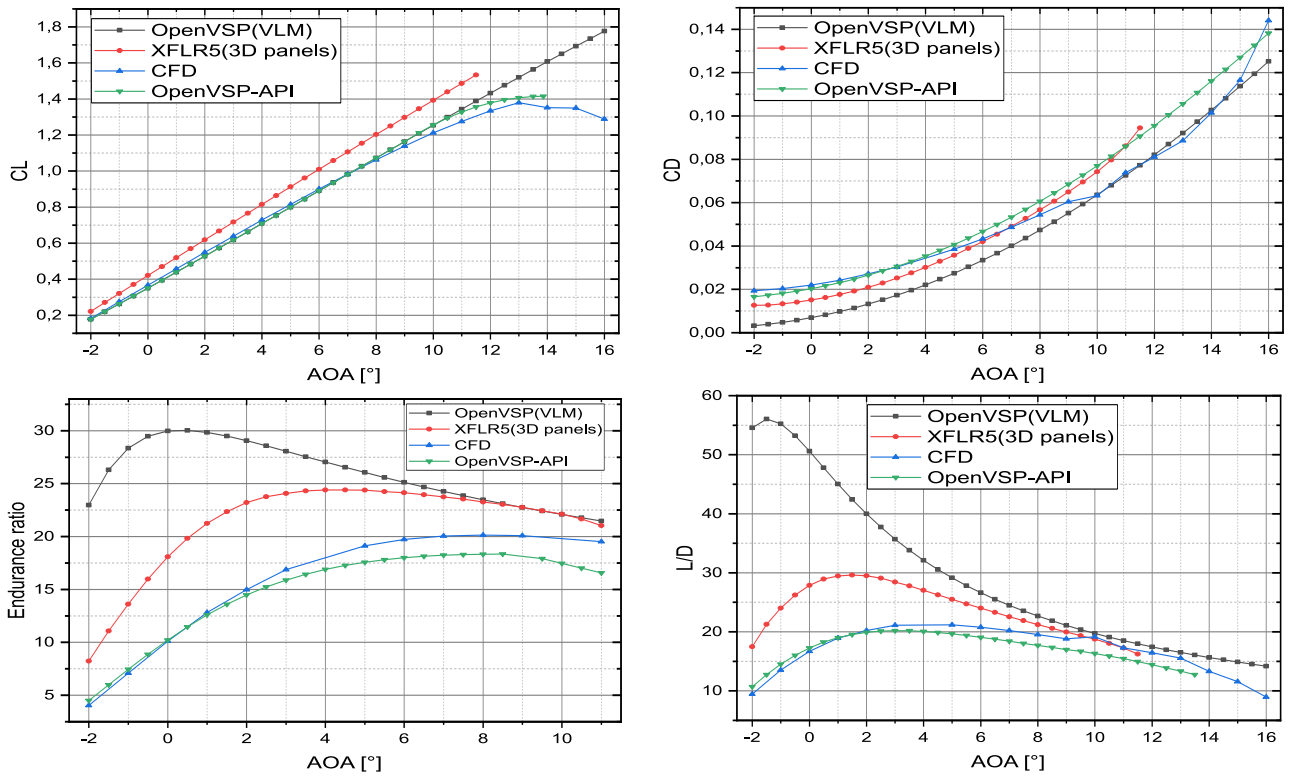 OpenVSP(VLM)
XFLR5(3D panels)
CFD
OpenVSP-API
1,8
1,6
1,4
1,2
1,0
0,8
0,6
0,4
0,2
CL
-2 0 2 4 6 8 10 12 14 16
AOA [°]
OpenVSP(VLM)
XFLR5(3D panels)
CFD
OpenVSP-API
0,14
0,12
0,10
0,08
0,06
0,04
0,02
0,00
CD
-2 0 2 4 6 8 10 12 14 16
AOA [°]
OpenVSP(VLM)
XFLR5(3D panels)
CFD
OpenVSP-API
30
25
20
15
10
5
Endurance ratio
-2 0 2 4 6 8 10
AOA [°]
OpenVSP(VLM)
XFLR5(3D panels)
CFD
OpenVSP-API
60
50
40
30
20
10
L/D
-2 0 2 4 6 8 10 12 14 16
AOA [°]